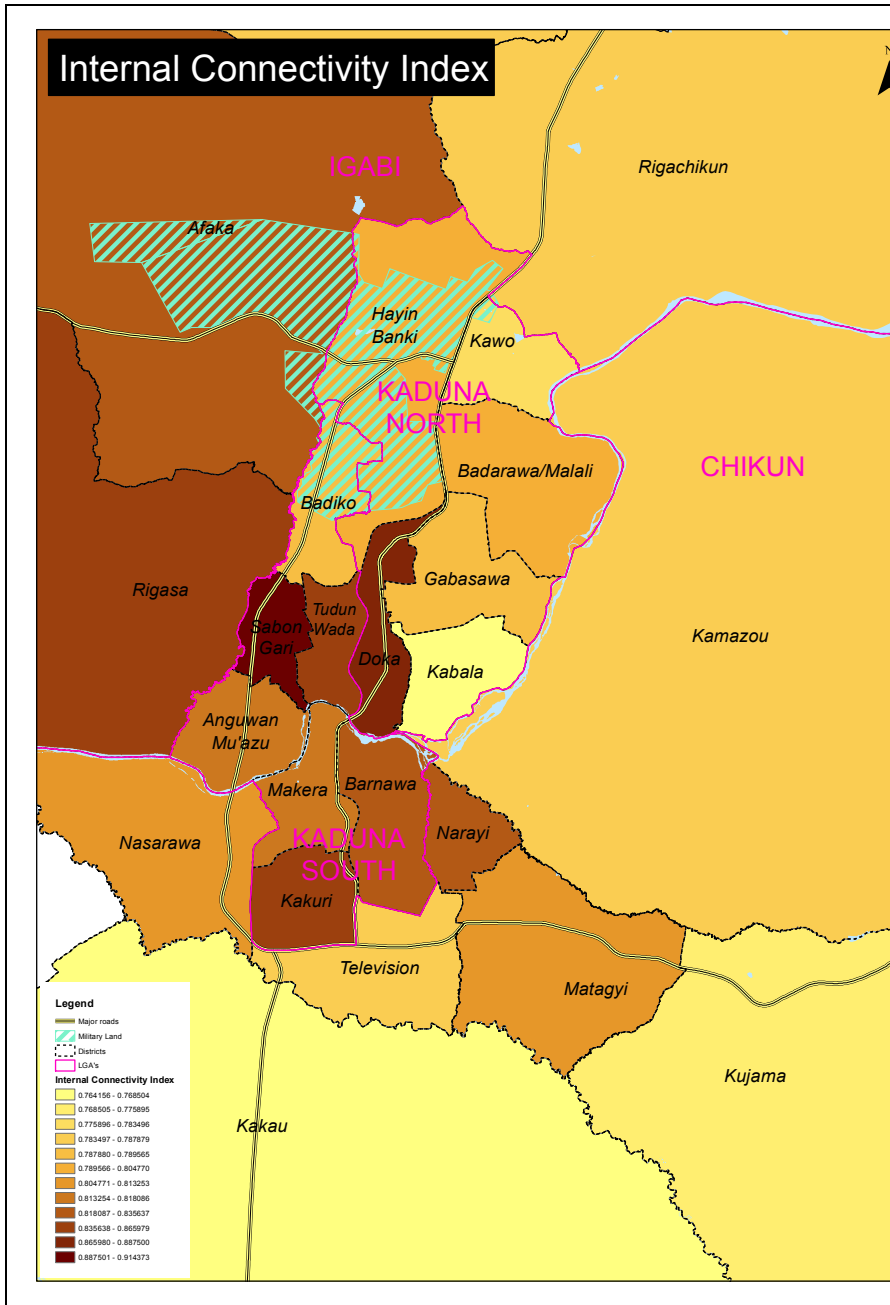 Internal Connectivity Index
N
IGABI
Rigachikun
Afaka
Hayin
Banki
Kawo
KADUNA
NORTH
CHIKUN
Badarawa/Malali
Badiko
Gabasawa
Rigasa
Tudun
Wada
Sabon
Gari
Doka
Kabala
Kamazou
Anguwan
Mu'azu
Makera
Barnawa
Nasarawa
KADUNA
SOUTH
Narayi
Kakuri
Television
Matagyi
Kujama
Kakau
Legend
Major roads
Military Land
Districts
LGA's
Internal Connectivity Index
0.764156 - 0.768504
0.768505 - 0.775895
0.775896 - 0.783496
0.783497 - 0.787879
0.787880 - 0.789565
0.789566 - 0.804770
0.804771 - 0.813253
0.813254 - 0.818086
0.818087 - 0.835637
0.835638 - 0.865979
0.865980 - 0.887500
0.887501 - 0.914373